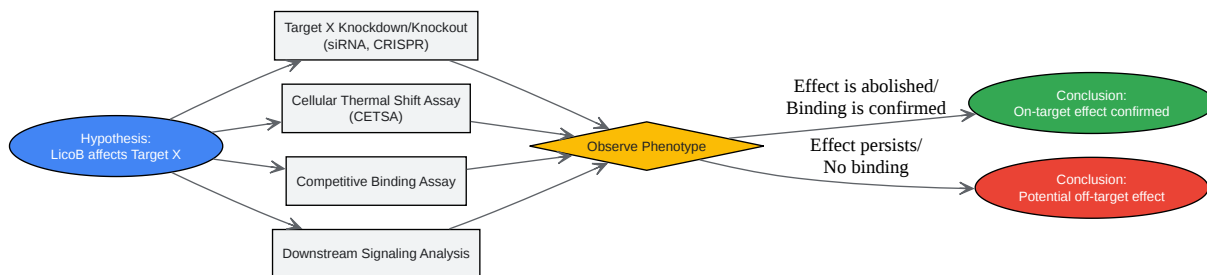 Target X Knockdown/Knockout
(siRNA, CRISPR)
Cellular Thermal Shift Assay
(CETSA)
Hypothesis:
LicoB affects Target X
Competitive Binding Assay
Downstream Signaling Analysis
Observe Phenotype
Effect is abolished/
Binding is confirmed
Effect persists/
No binding
Conclusion:
On-target effect confirmed
Conclusion:
Potential off-target effect